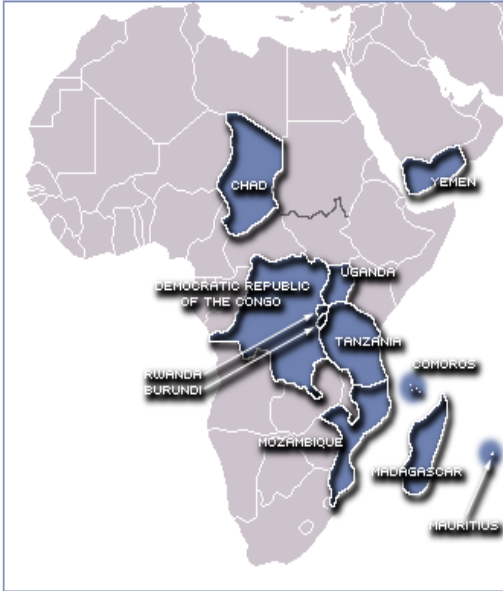 CHAD
YEMEN
UGANDA
DEMOCRATIC REPUBLIC
OF THE CONGO
TANZANIA
COMOROS
RWANDA
BURUNDI
MOZAMBIQUE
MADAGASCAR
MAURITIUS